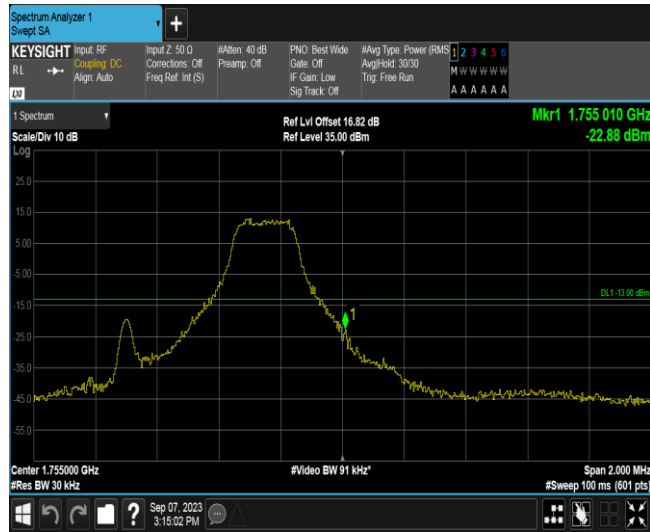 Spectrum Analyzer 1
Swept SA
KEYSIGHT
RL
LXI
Input: RF
Coupling: DC
Align: Auto
Input Z: 50 Ω
Corrections: Off
Freq Ref: Int (S)
#Atten: 40 dB
Preamp: Off
PNO: Best Wide
Gate: Off
IF Gain: Low
Sig Track: Off
#Avg Type: Power (RMS
Avg|Hold: 30/30
Trig: Free Run
1 2 3 4 5 6
M W W W W W
A A A A A A
1 Spectrum
Scale/Div 10 dB
Log
Ref Lvl Offset 16.82 dB
Ref Level 35.00 dBm
Mkr1 1.755 010 GHz
-22.88 dBm
25.0
15.0
5.00
-5.00
DL1 -13.00 dBm
-15.0
1
-25.0
-35.0
-45.0
-55.0
Center 1.755000 GHz
#Res BW 30 kHz
#Video BW 91 kHz*
Span 2.000 MHz
#Sweep 100 ms (601 pts)
?
Sep 07, 2023
3:15:02 PM